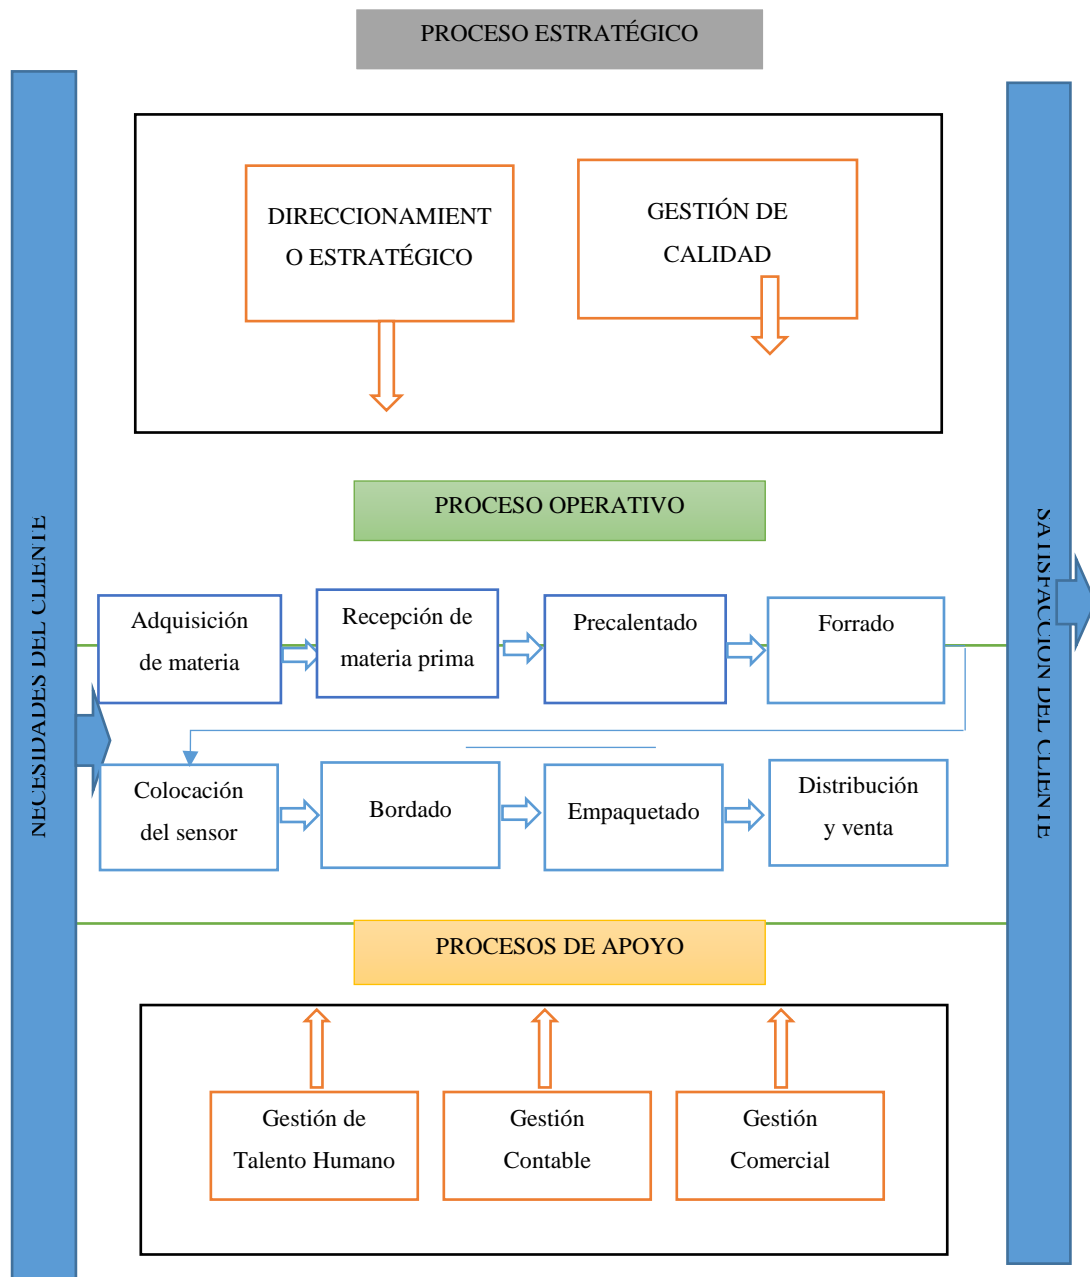 PROCESO ESTRATÉGICO
DIRECCIONAMIENT
O ESTRATÉGICO
GESTIÓN DE
CALIDAD
NECESIDADES DEL CLIENTE
SATISFACCION DEL CLIENTE
PROCESO OPERATIVO
Adquisición
de materia
Recepción de
materia prima
Precalentado
Forrado
Colocación
del sensor
Bordado
Empaquetado
Distribución
y venta
PROCESOS DE APOYO
Gestión de
Talento Humano
Gestión
Contable
Gestión
Comercial